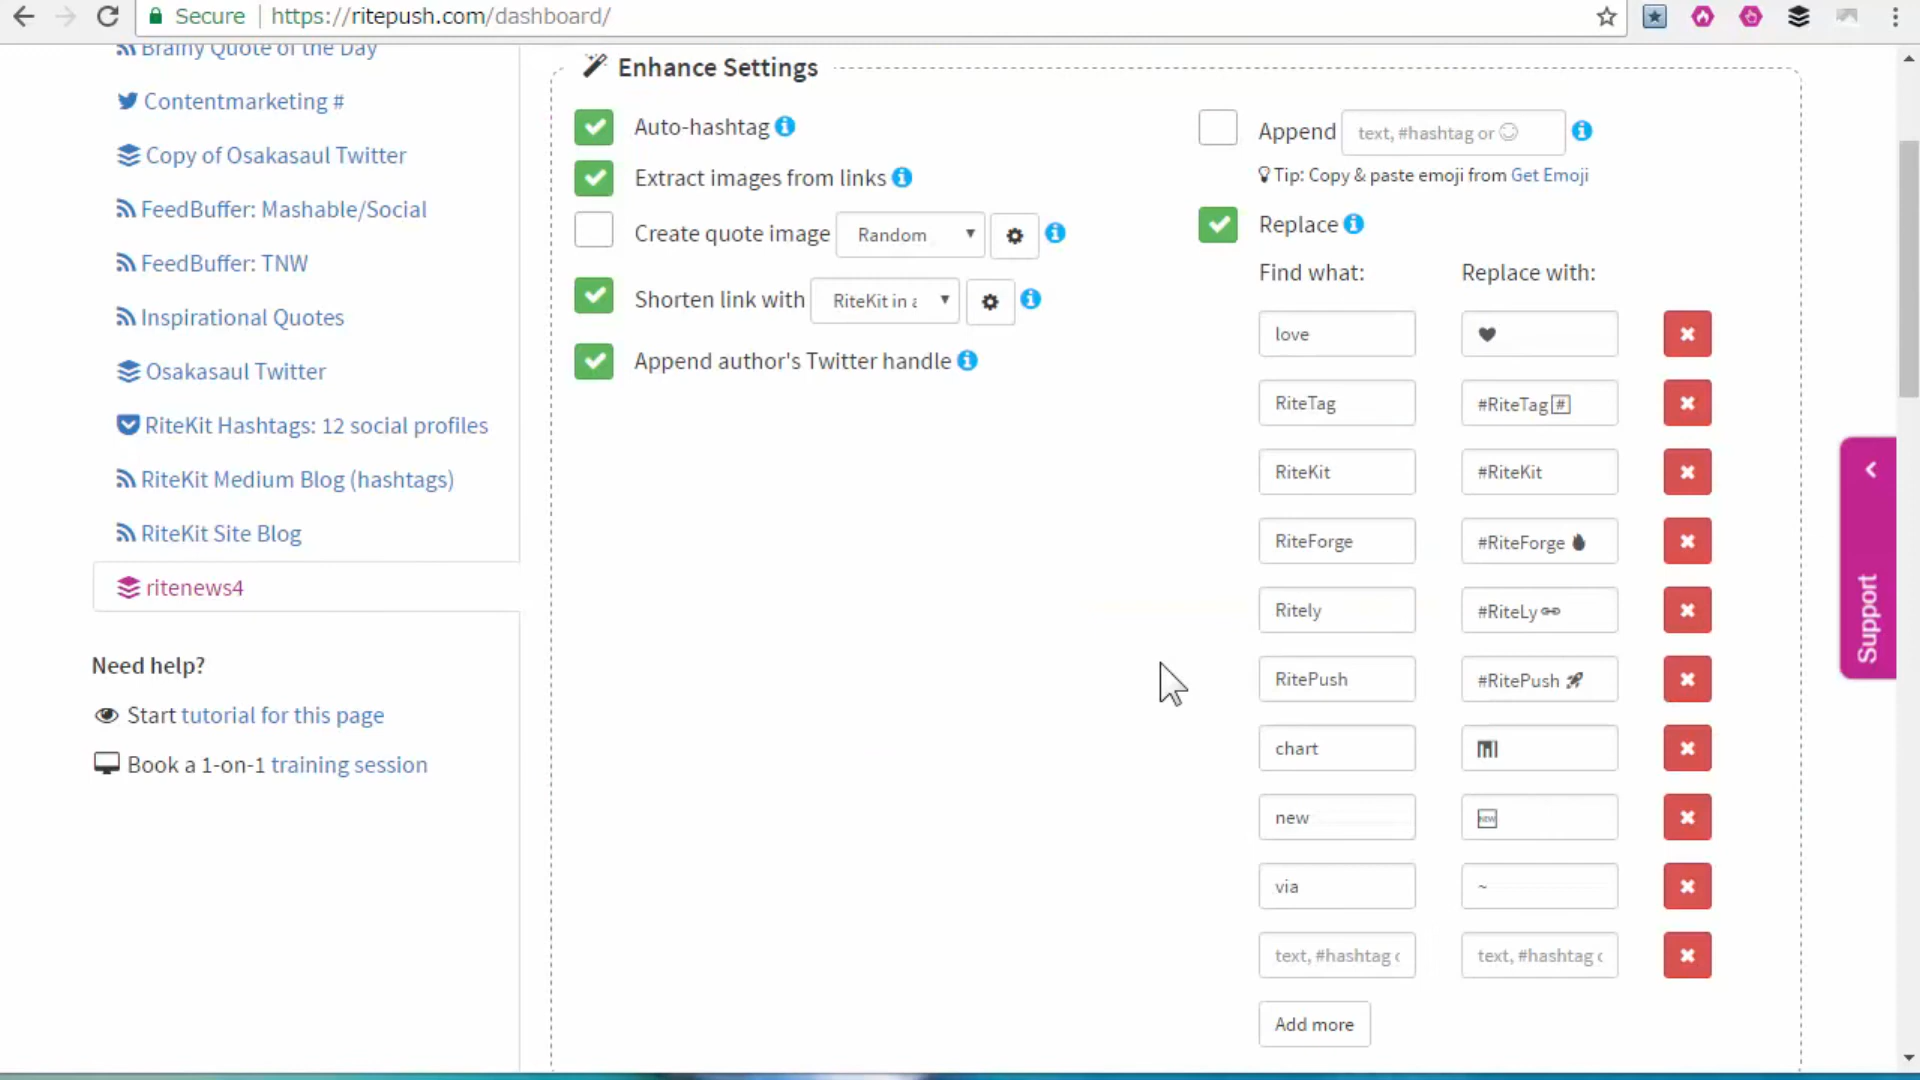 Secure
https://ritepush.com/dashboard/
Brainy Quote of the Day
Contentmarketing #
Copy of Osakasaul Twitter
FeedBuffer: Mashable/Social
FeedBuffer: TNW
Inspirational Quotes
Osakasaul Twitter
RiteKit Hashtags: 12 social profiles
RiteKit Medium Blog (hashtags)
RiteKit Site Blog
ritenews4
Need help?
Start tutorial for this page
Book a 1-on-1 training session
Enhance Settings
Auto-hashtag
Extract images from links
Create quote image Random
Shorten link with RiteKit in a
Append author's Twitter handle
Append text, #hashtag or ☺
Tip: Copy & paste emoji from Get Emoji
Replace
Find what: Replace with:
love ♥
RiteTag #RiteTag #
RiteKit #RiteKit
RiteForge #RiteForge
Ritely #RiteLy
RitePush #RitePush
chart
new NEW
via ~
text, #hashtag text, #hashtag
Add more
Support